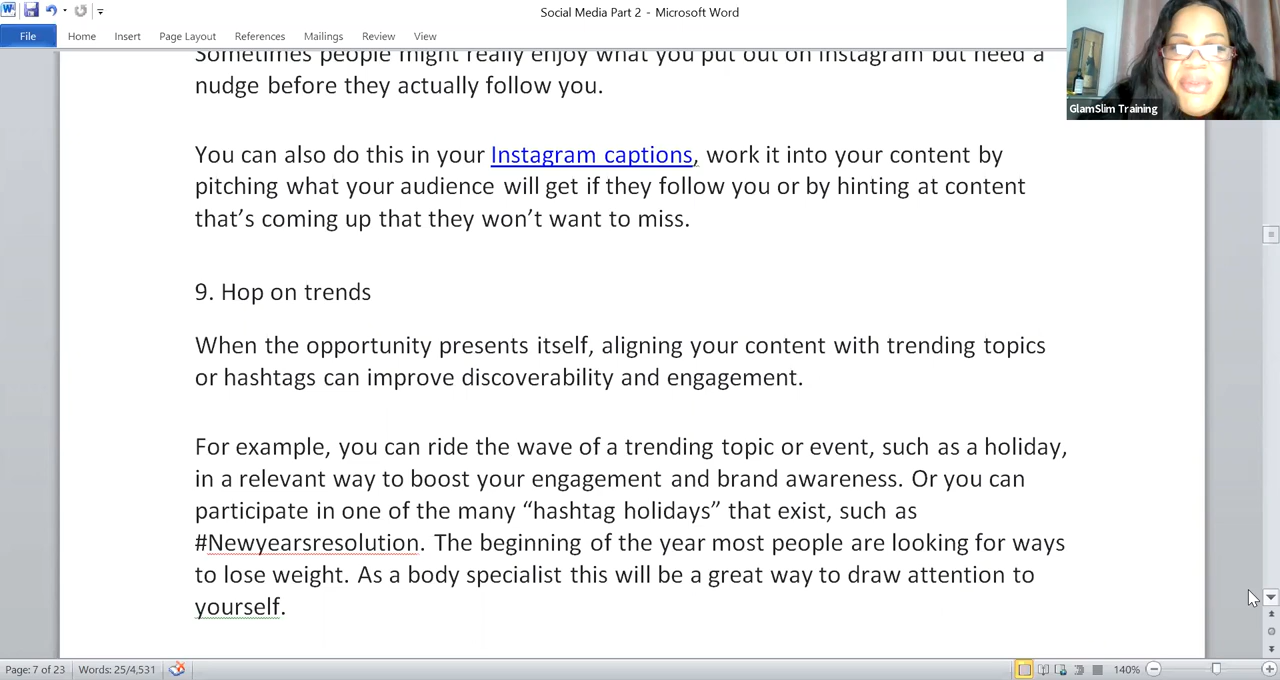 Social Media Part 2 - Microsoft Word
File Home Insert Page Layout References Mailings Review View
Sometimes people might really enjoy what you put out on Instagram but need a
nudge before they actually follow you.
You can also do this in your Instagram captions, work it into your content by
pitching what your audience will get if they follow you or by hinting at content
that’s coming up that they won’t want to miss.
9. Hop on trends
When the opportunity presents itself, aligning your content with trending topics
or hashtags can improve discoverability and engagement.
For example, you can ride the wave of a trending topic or event, such as a holiday,
in a relevant way to boost your engagement and brand awareness. Or you can
participate in one of the many “hashtag holidays” that exist, such as
#Newyearsresolution. The beginning of the year most people are looking for ways
to lose weight. As a body specialist this will be a great way to draw attention to
yourself.
GlamSlim Training
Page: 7 of 23 Words: 25/4,531 140%